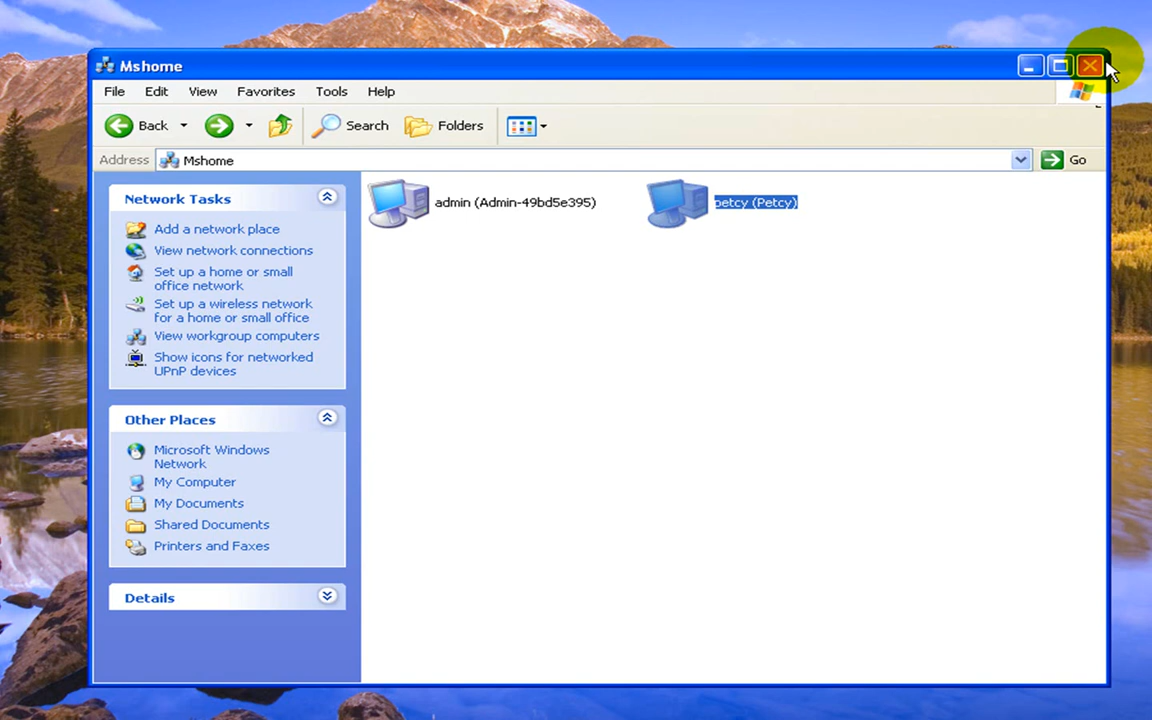 Mshome
File Edit View Favorites Tools Help
Back Search Folders
Address Mshome Go
Network Tasks
Add a network place
View network connections
Set up a home or small
office network
Set up a wireless network
for a home or small office
View workgroup computers
Show icons for networked
UPnP devices
Other Places
Microsoft Windows
Network
My Computer
My Documents
Shared Documents
Printers and Faxes
Details
admin (Admin-49bd5e395)
petcy (Petcy)